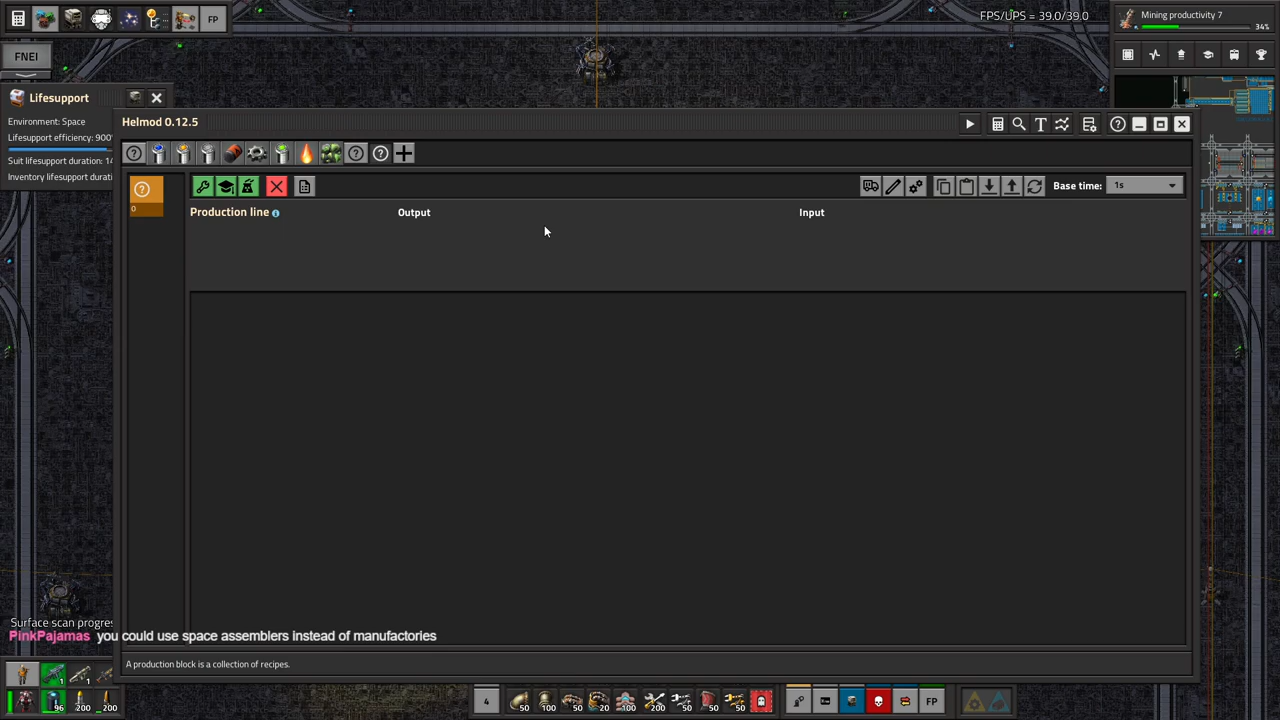 FP
FPS/UPS = 39.0/39.0
Mining productivity 7
34%
FNEI
Lifesupport
Environment: Space
Lifesupport efficiency: 900
Suit lifesupport duration:
Inventory lifesupport durati
Helmod 0.12.5
0
Base time: 1s
Production line
Output
Input
Surface scan progres
PinkPajamas you could use space assemblers instead of manufactories
A production block is a collection of recipes.
1
96
200
200
4
50
100
50
20
100
200
50
50
50
FP